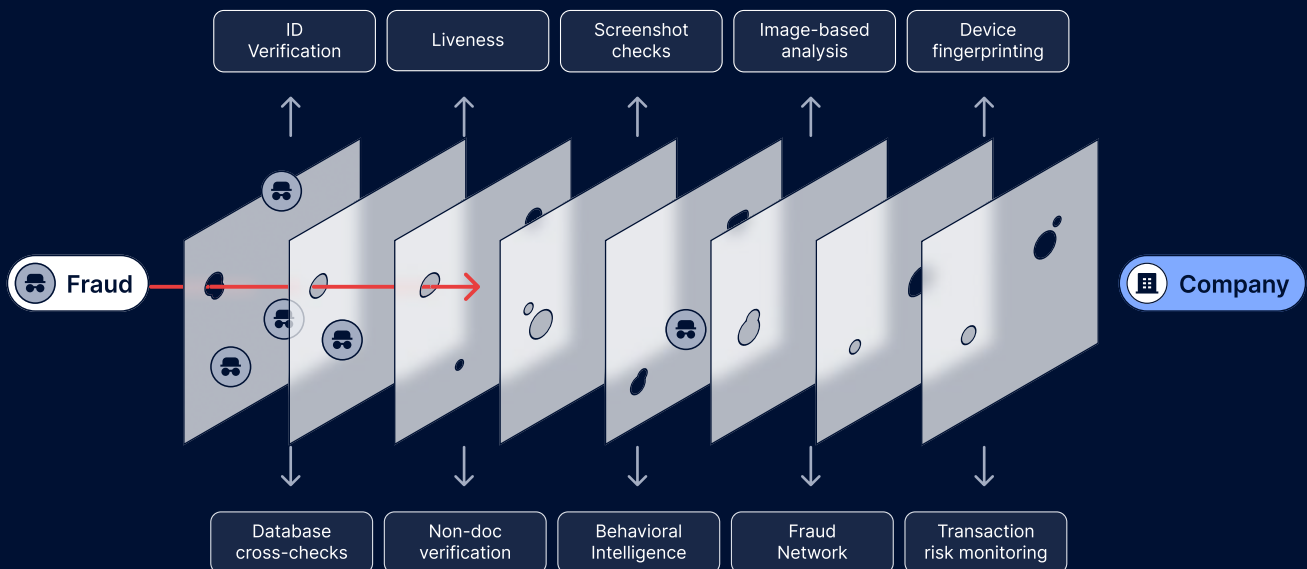 ID
Verification
Liveness
Screenshot
checks
Image-based
analysis
Device
fingerprinting
Fraud
Company
Database
cross-checks
Non-doc
verification
Behavioral
Intelligence
Fraud
Network
Transaction
risk monitoring